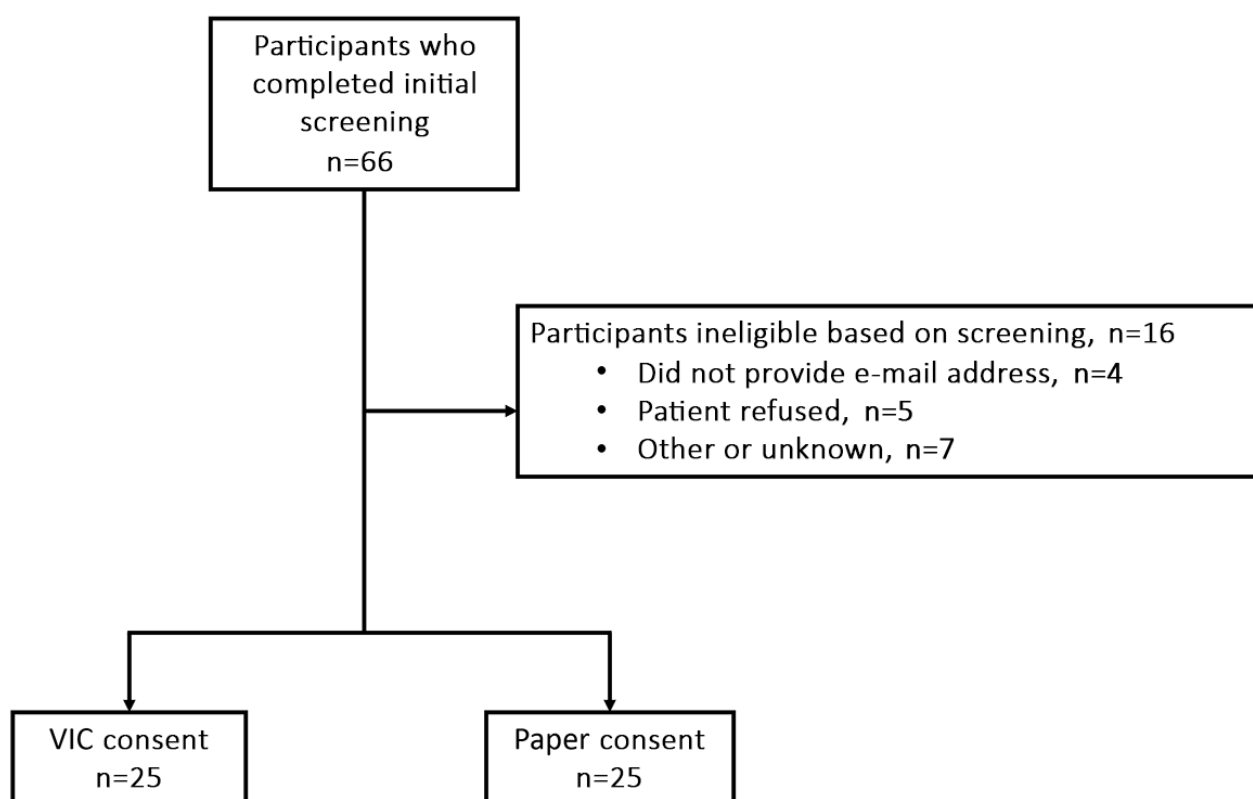 Participants who
completed initial
screening
n=66
Participants ineligible based on screening, n=16
• Did not provide e-mail address, n=4
• Patient refused, n=5
• Other or unknown, n=7
VIC consent
n=25
Paper consent
n=25